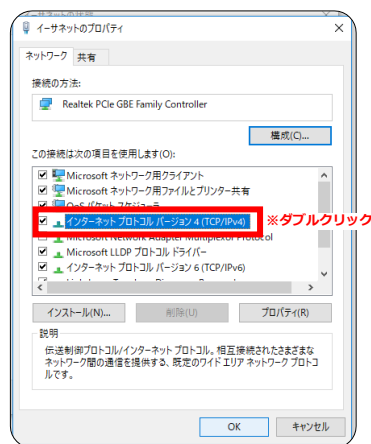 イーサネットのプロパティ
ネットワーク 共有
接続の方法:
Realtek PCIe GBE Family Controller
構成(C)...
この接続は次の項目を使用します(O):
Microsoft ネットワーク用クライアント
Microsoft ネットワーク用ファイルとプリンター共有
QoS パケット スケジューラ
インターネット プロトコル バージョン 4 (TCP/IPv4)
※ダブルクリック
Microsoft Network Adapter Multiplexor Protocol
Microsoft LLDP プロトコル ドライバー
インターネット プロトコル バージョン 6 (TCP/IPv6)
インストール(N)... 削除(U) プロパティ(R)
説明
伝送制御プロトコル/インターネット プロトコル。相互接続されたさまざまな
ネットワーク間の通信を提供する、既定のワイド エリア ネットワーク プロトコ
ルです。
OK キャンセル